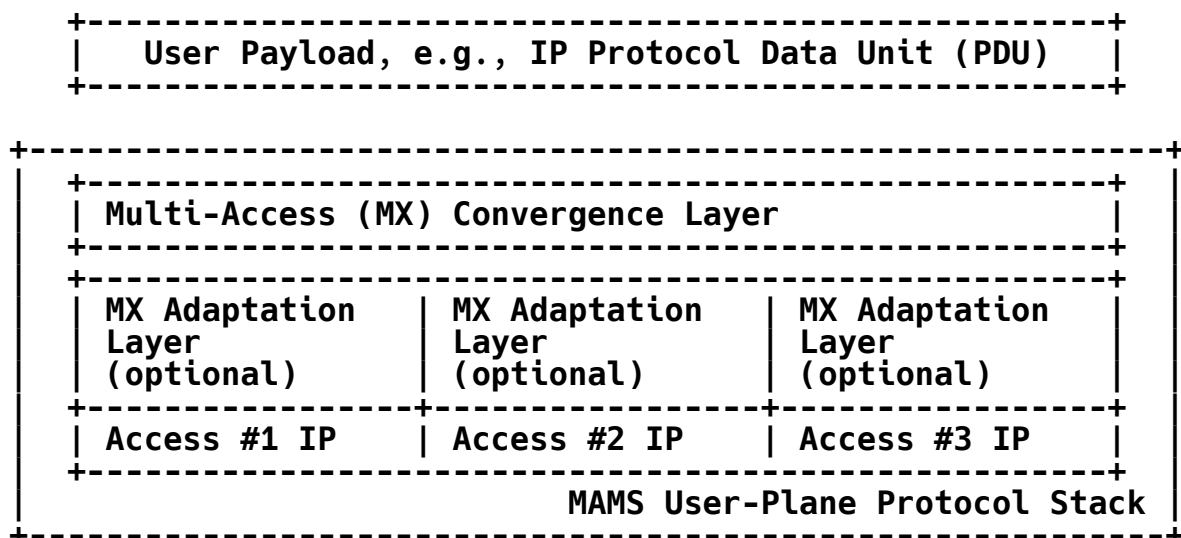 User Payload, e.g., IP Protocol Data Unit (PDU)
Multi-Access (MX) Convergence Layer
MX Adaptation | MX Adaptation | MX Adaptation
Layer | Layer | Layer
(optional) | (optional) | (optional)
Access #1 IP | Access #2 IP | Access #3 IP
MAMS User-Plane Protocol Stack